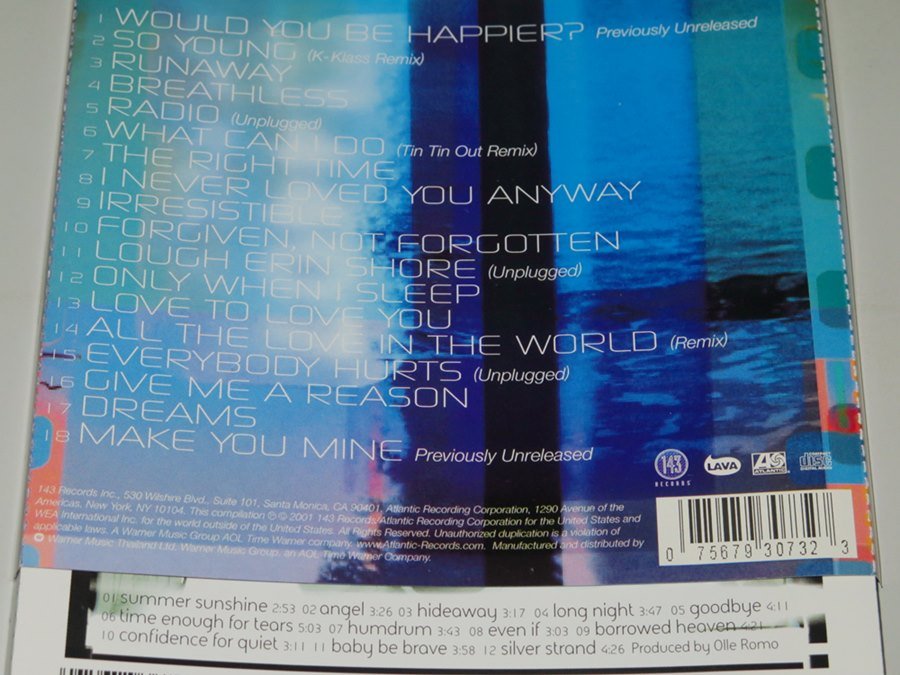 1 WOULD YOU BE HAPPIER? Previously Unreleased
2 SO YOUNG (K-Klass Remix)
3 RUNAWAY
4 BREATHLESS
5 RADIO (Unplugged)
6 WHAT CAN I DO (Tin Tin Out Remix)
7 THE RIGHT TIME
8 I NEVER LOVED YOU ANYWAY
9 IRRESISTIBLE
10 FORGIVEN, NOT FORGOTTEN
11 LOUGH ERIN SHORE (Unplugged)
12 ONLY WHEN I SLEEP
13 LOVE TO LOVE YOU
14 ALL THE LOVE IN THE WORLD (Remix)
15 EVERYBODY HURTS (Unplugged)
16 GIVE ME A REASON
17 DREAMS
18 MAKE YOU MINE Previously Unreleased
143 RECORDS
LAVA
ATLANTIC
COMPACT disc DIGITAL AUDIO
143 Records Inc., 530 Wilshire Blvd., Suite 101, Santa Monica, CA 90401, Atlantic Recording Corporation, 1290 Avenue of the
Americas, New York, NY 10104. This compilation ℗ © 2001 143 Records/Atlantic Recording Corporation for the United States and
WEA International Inc. for the world outside of the United States. All Rights Reserved. Unauthorized duplication is a violation of
applicable laws. A Warner Music Group AOL Time Warner company. www.Atlantic-Records.com. Manufactured and distributed by
Warner Music Thailand Ltd. Warner Music Group, an AOL Time Warner Company.
0 75679 30732 3
01 summer sunshine 2:53 02 angel 3:26 03 hideaway 3:17 04 long night 3:47 05 goodbye 4:11
06 time enough for tears 5:03 07 humdrum 3:43 08 even if 3:03 09 borrowed heaven 4:21
10 confidence for quiet 3:11 11 baby be brave 3:58 12 silver strand 4:26 Produced by Olle Romo